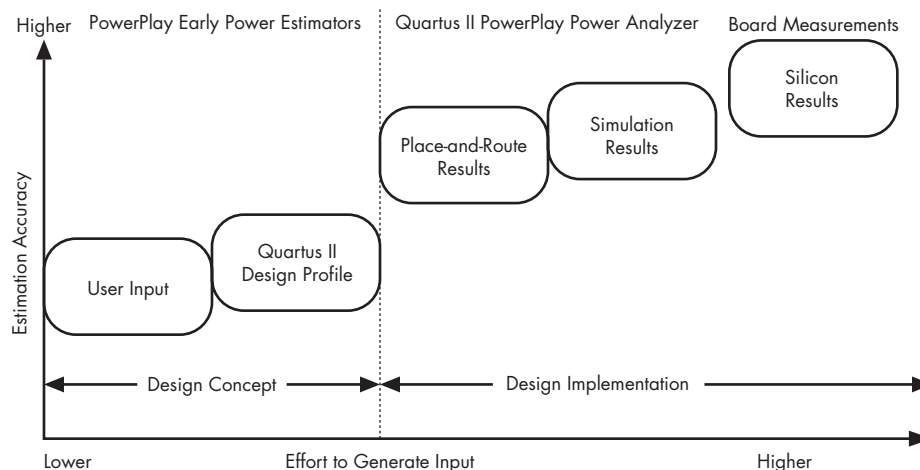 PowerPlay Early Power Estimators
Quartus II PowerPlay Power Analyzer
Board Measurements
Higher
Estimation Accuracy
User Input
Quartus II
Design Profile
Place-and-Route
Results
Simulation
Results
Silicon
Results
Design Concept
Design Implementation
Lower
Effort to Generate Input
Higher